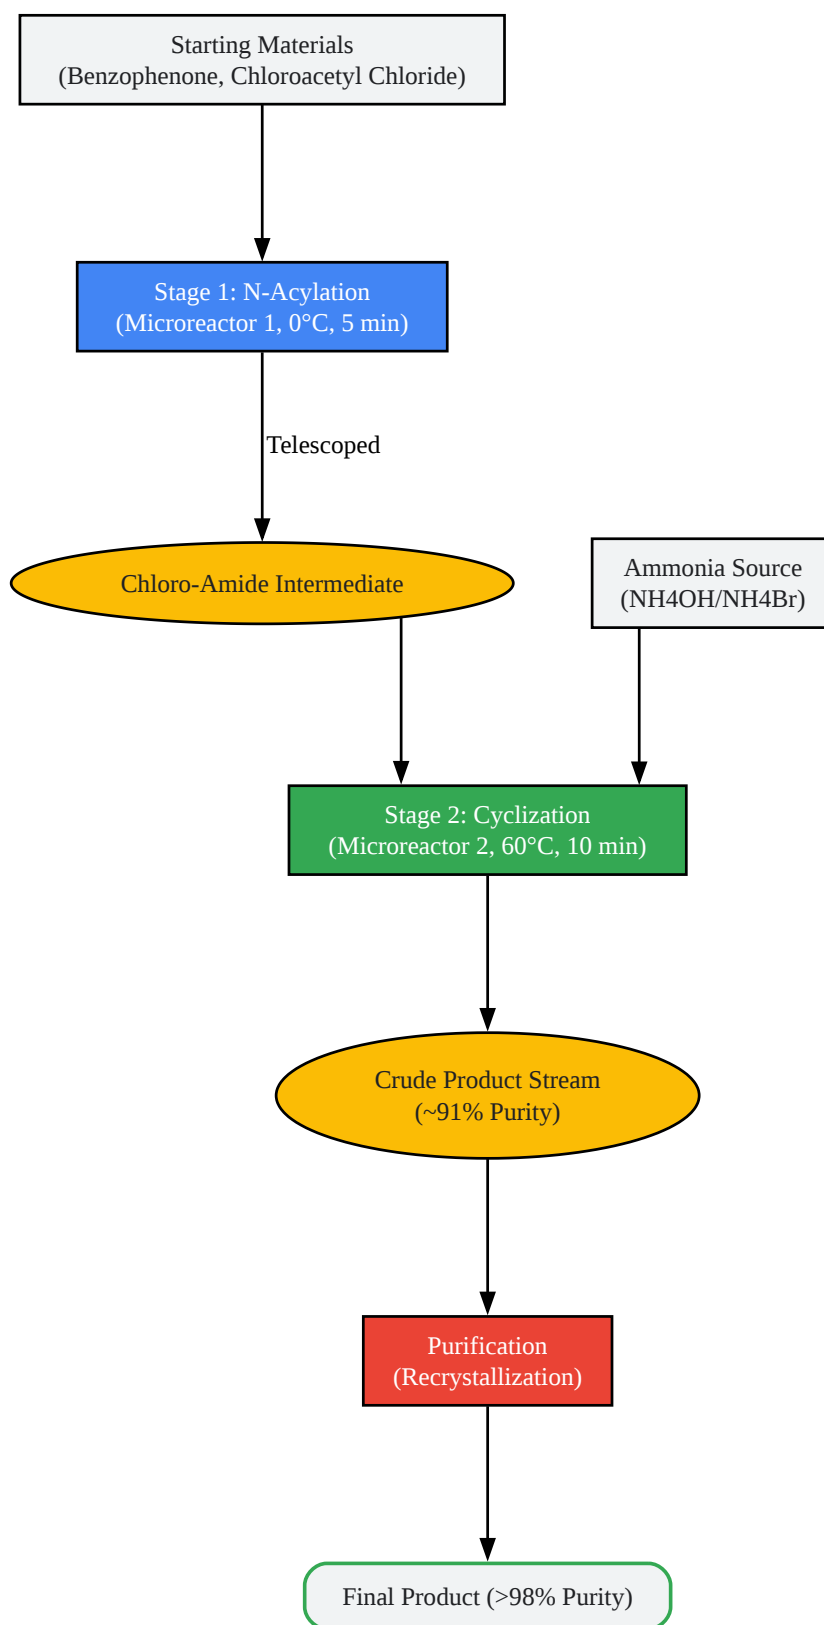 Starting Materials
(Benzophenone, Chloroacetyl Chloride)
Stage 1: N-Acylation
(Microreactor 1, 0°C, 5 min)
Telescoped
Chloro-Amide Intermediate
Ammonia Source
(NH4OH/NH4Br)
Stage 2: Cyclization
(Microreactor 2, 60°C, 10 min)
Crude Product Stream
(~91% Purity)
Purification
(Recrystallization)
Final Product (>98% Purity)